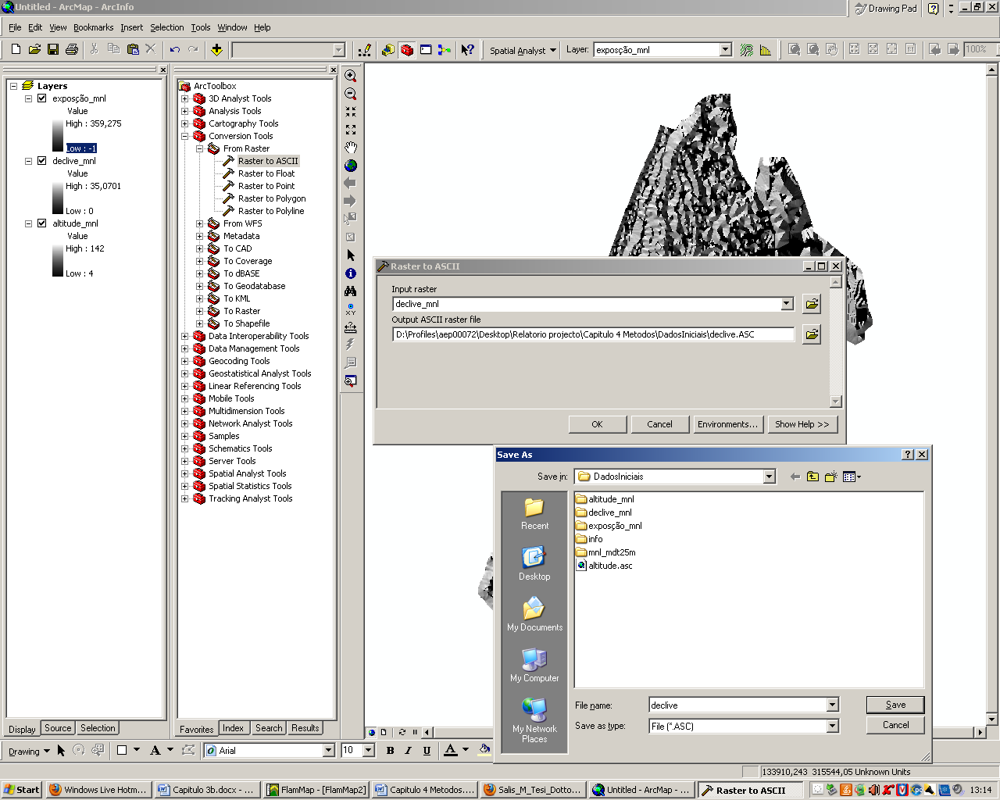 Untitled - ArcMap - ArcInfo
Drawing Pad
File Edit View Bookmarks Insert Selection Tools Window Help
Spatial Analyst Layer: exposção_mnl 100%
Layers
exposção_mnl
Value
High : 359,275
Low : -1
declive_mnl
Value
High : 35,0701
Low : 0
altitude_mnl
Value
High : 142
Low : 4
Display Source Selection
ArcToolbox
3D Analyst Tools
Analysis Tools
Cartography Tools
Conversion Tools
From Raster
Raster to ASCII
Raster to Float
Raster to Point
Raster to Polygon
Raster to Polyline
From WFS
Metadata
To CAD
To Coverage
To dBASE
To Geodatabase
To KML
To Raster
To Shapefile
Data Interoperability Tools
Data Management Tools
Geocoding Tools
Geostatistical Analyst Tools
Linear Referencing Tools
Mobile Tools
Multidimension Tools
Network Analyst Tools
Samples
Schematics Tools
Server Tools
Spatial Analyst Tools
Spatial Statistics Tools
Tracking Analyst Tools
Favorites Index Search Results
XY
Raster to ASCII
Input raster
declive_mnl
Output ASCII raster file
D:\Profiles\aep00072\Desktop\Relatorio projecto\Capitulo 4 Metodos\DadosIniciais\declive.ASC
OK Cancel Environments... Show Help >>
Save As
Save in: DadosIniciais
Recent
Desktop
My Documents
My Computer
My Network Places
altitude_mnl
declive_mnl
exposção_mnl
info
mnl_mdt25m
altitude.asc
File name: declive Save
Save as type: File (*.ASC) Cancel
Drawing A Arial 10 B I U A
133910,243 315544,05 Unknown Units
Start Windows Live Hotm... Capitulo 3b.docx - ... FlamMap - [FlamMap2] Capitulo 4 Metodos.... Salis_M_Tesi_Dotto... Untitled - ArcMap - ... Raster to ASCII 13:14